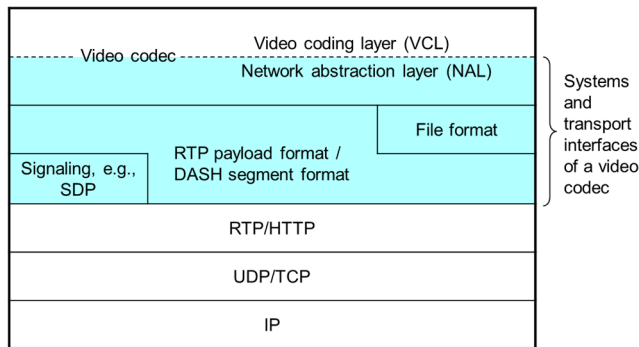 Video coding layer (VCL)
Video codec
Network abstraction layer (NAL)
File format
RTP payload format /
DASH segment format
Signaling, e.g.,
SDP
RTP/HTTP
UDP/TCP
IP
Systems
and
transport
interfaces
of a video
codec